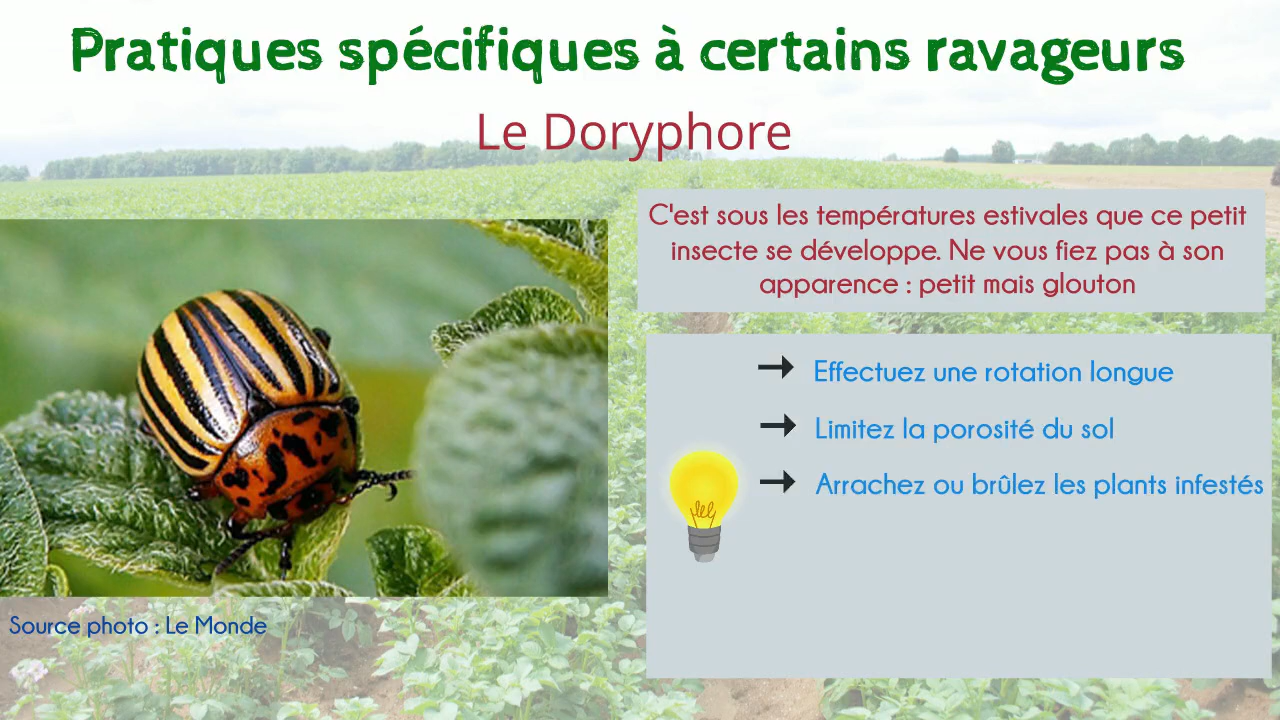 Pratiques spécifiques à certains ravageurs
Le Doryphore
C'est sous les températures estivales que ce petit
insecte se développe. Ne vous fiez pas à son
apparence : petit mais glouton
→ Effectuez une rotation longue
→ Limitez la porosité du sol
→ Arrachez ou brûlez les plants infestés
Source photo : Le Monde